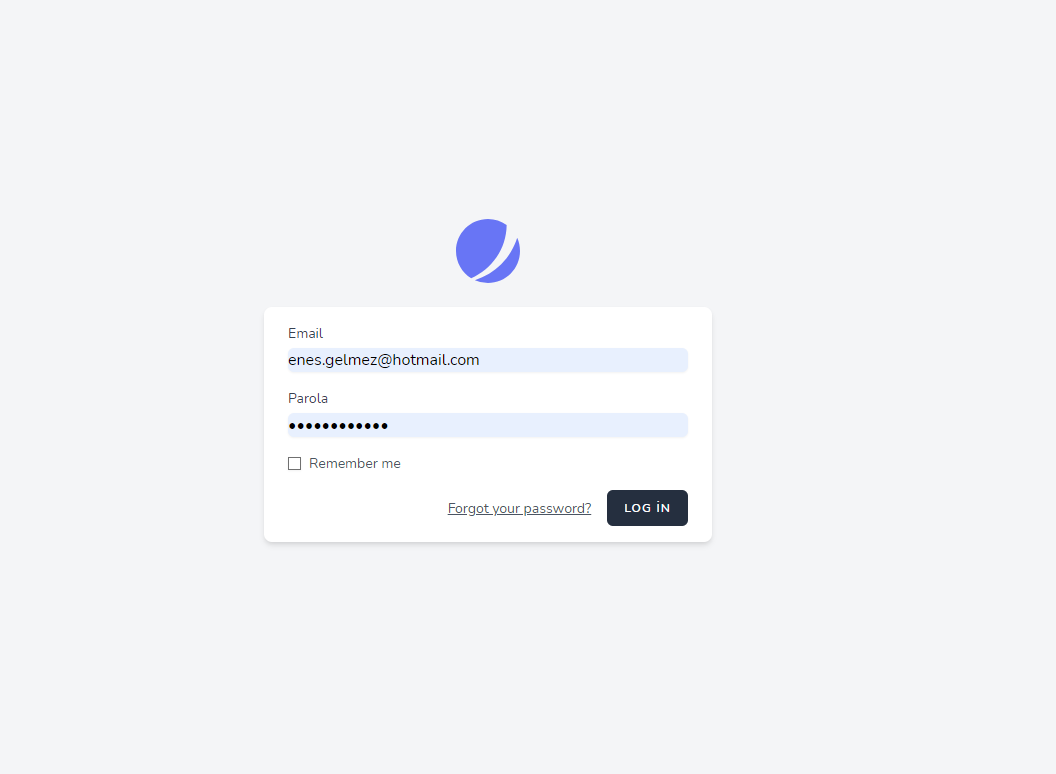 Email
enes.gelmez@hotmail.com
Parola
••••••••••••
Remember me
Forgot your password? LOG İN